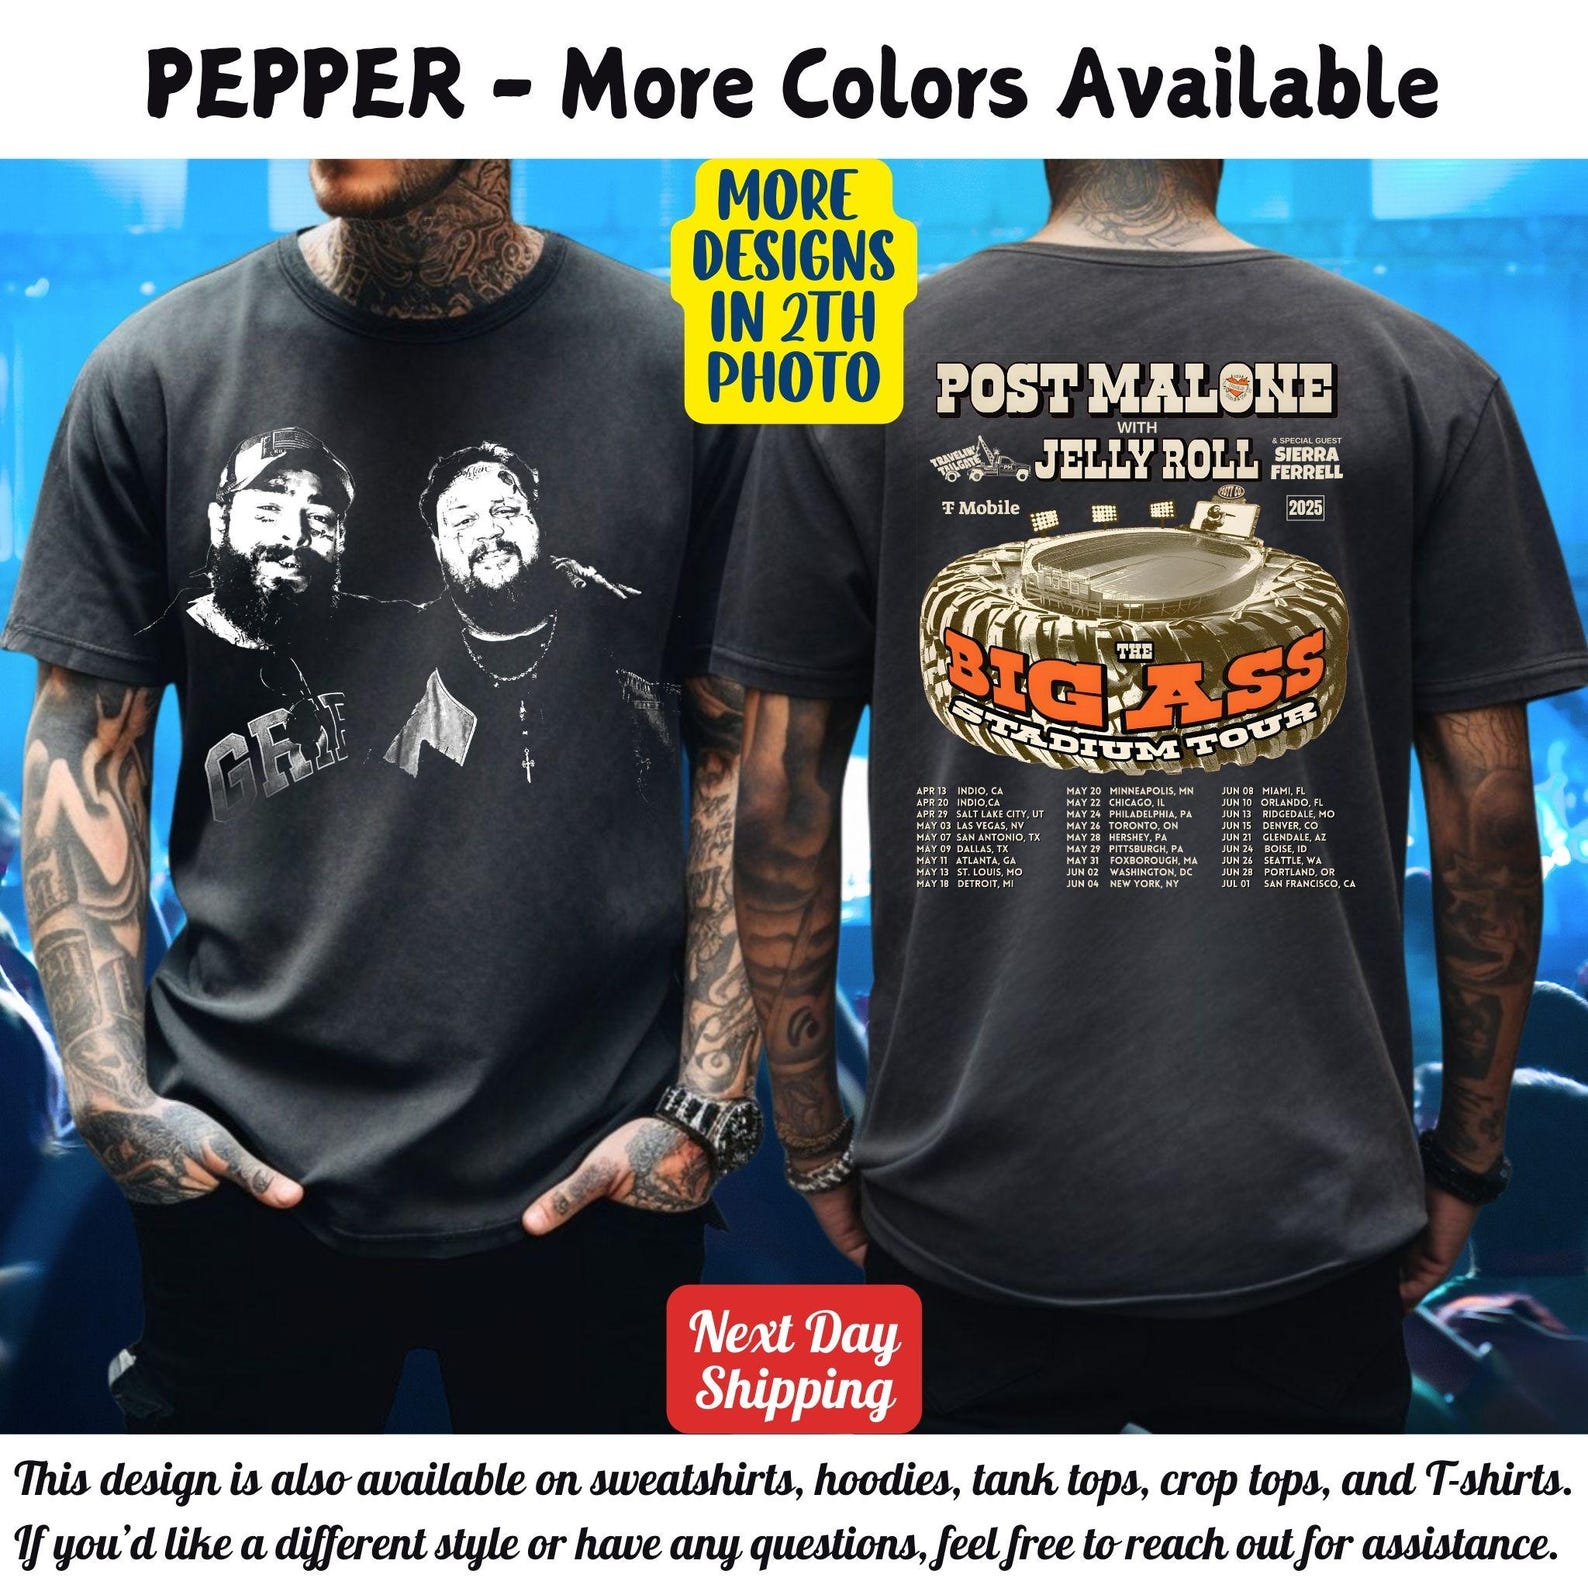 PEPPER - More Colors Available
MORE
DESIGNS
IN 2TH
PHOTO
POST MALONE
WITH
TRAVELIN'
TAILGATE
PM
JELLY ROLL
& SPECIAL GUEST
SIERRA
FERRELL
T Mobile
2025
THE
BIG ASS
STADIUM TOUR
APR 13 INDIO, CA
APR 20 INDIO,CA
APR 29 SALT LAKE CITY, UT
MAY 03 LAS VEGAS, NV
MAY 07 SAN ANTONIO, TX
MAY 09 DALLAS, TX
MAY 11 ATLANTA, GA
MAY 13 ST. LOUIS, MO
MAY 18 DETROIT, MI
MAY 20 MINNEAPOLIS, MN
MAY 22 CHICAGO, IL
MAY 24 PHILADELPHIA, PA
MAY 26 TORONTO, ON
MAY 28 HERSHEY, PA
MAY 29 PITTSBURGH, PA
MAY 31 FOXBOROUGH, MA
JUN 02 WASHINGTON, DC
JUN 04 NEW YORK, NY
JUN 08 MIAMI, FL
JUN 10 ORLANDO, FL
JUN 13 RIDGEDALE, MO
JUN 15 DENVER, CO
JUN 21 GLENDALE, AZ
JUN 24 BOISE, ID
JUN 26 SEATTLE, WA
JUN 28 PORTLAND, OR
JUL 01 SAN FRANCISCO, CA
Next Day
Shipping
This design is also available on sweatshirts, hoodies, tank tops, crop tops, and T-shirts.
If you'd like a different style or have any questions, feel free to reach out for assistance.